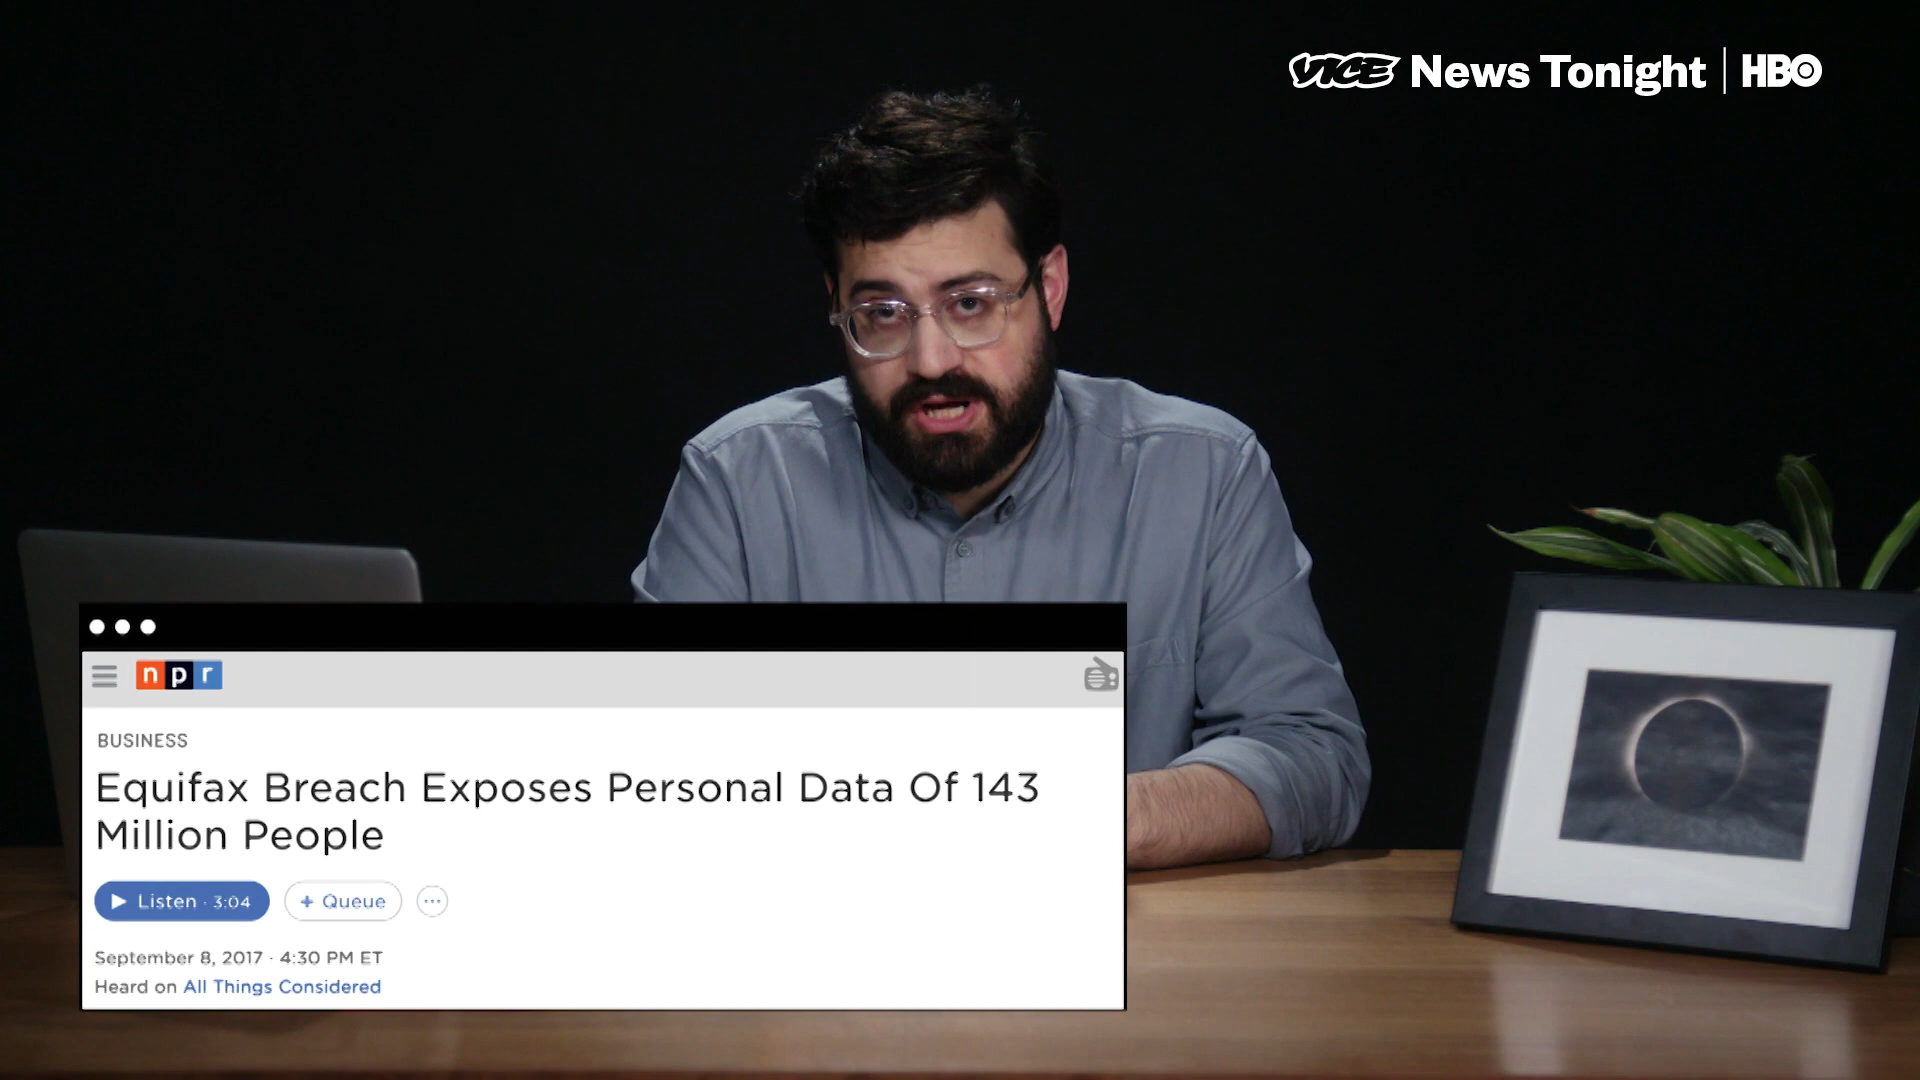 VICE News Tonight | HBO
npr
BUSINESS
Equifax Breach Exposes Personal Data Of 143
Million People
Listen · 3:04
+ Queue
September 8, 2017 · 4:30 PM ET
Heard on All Things Considered